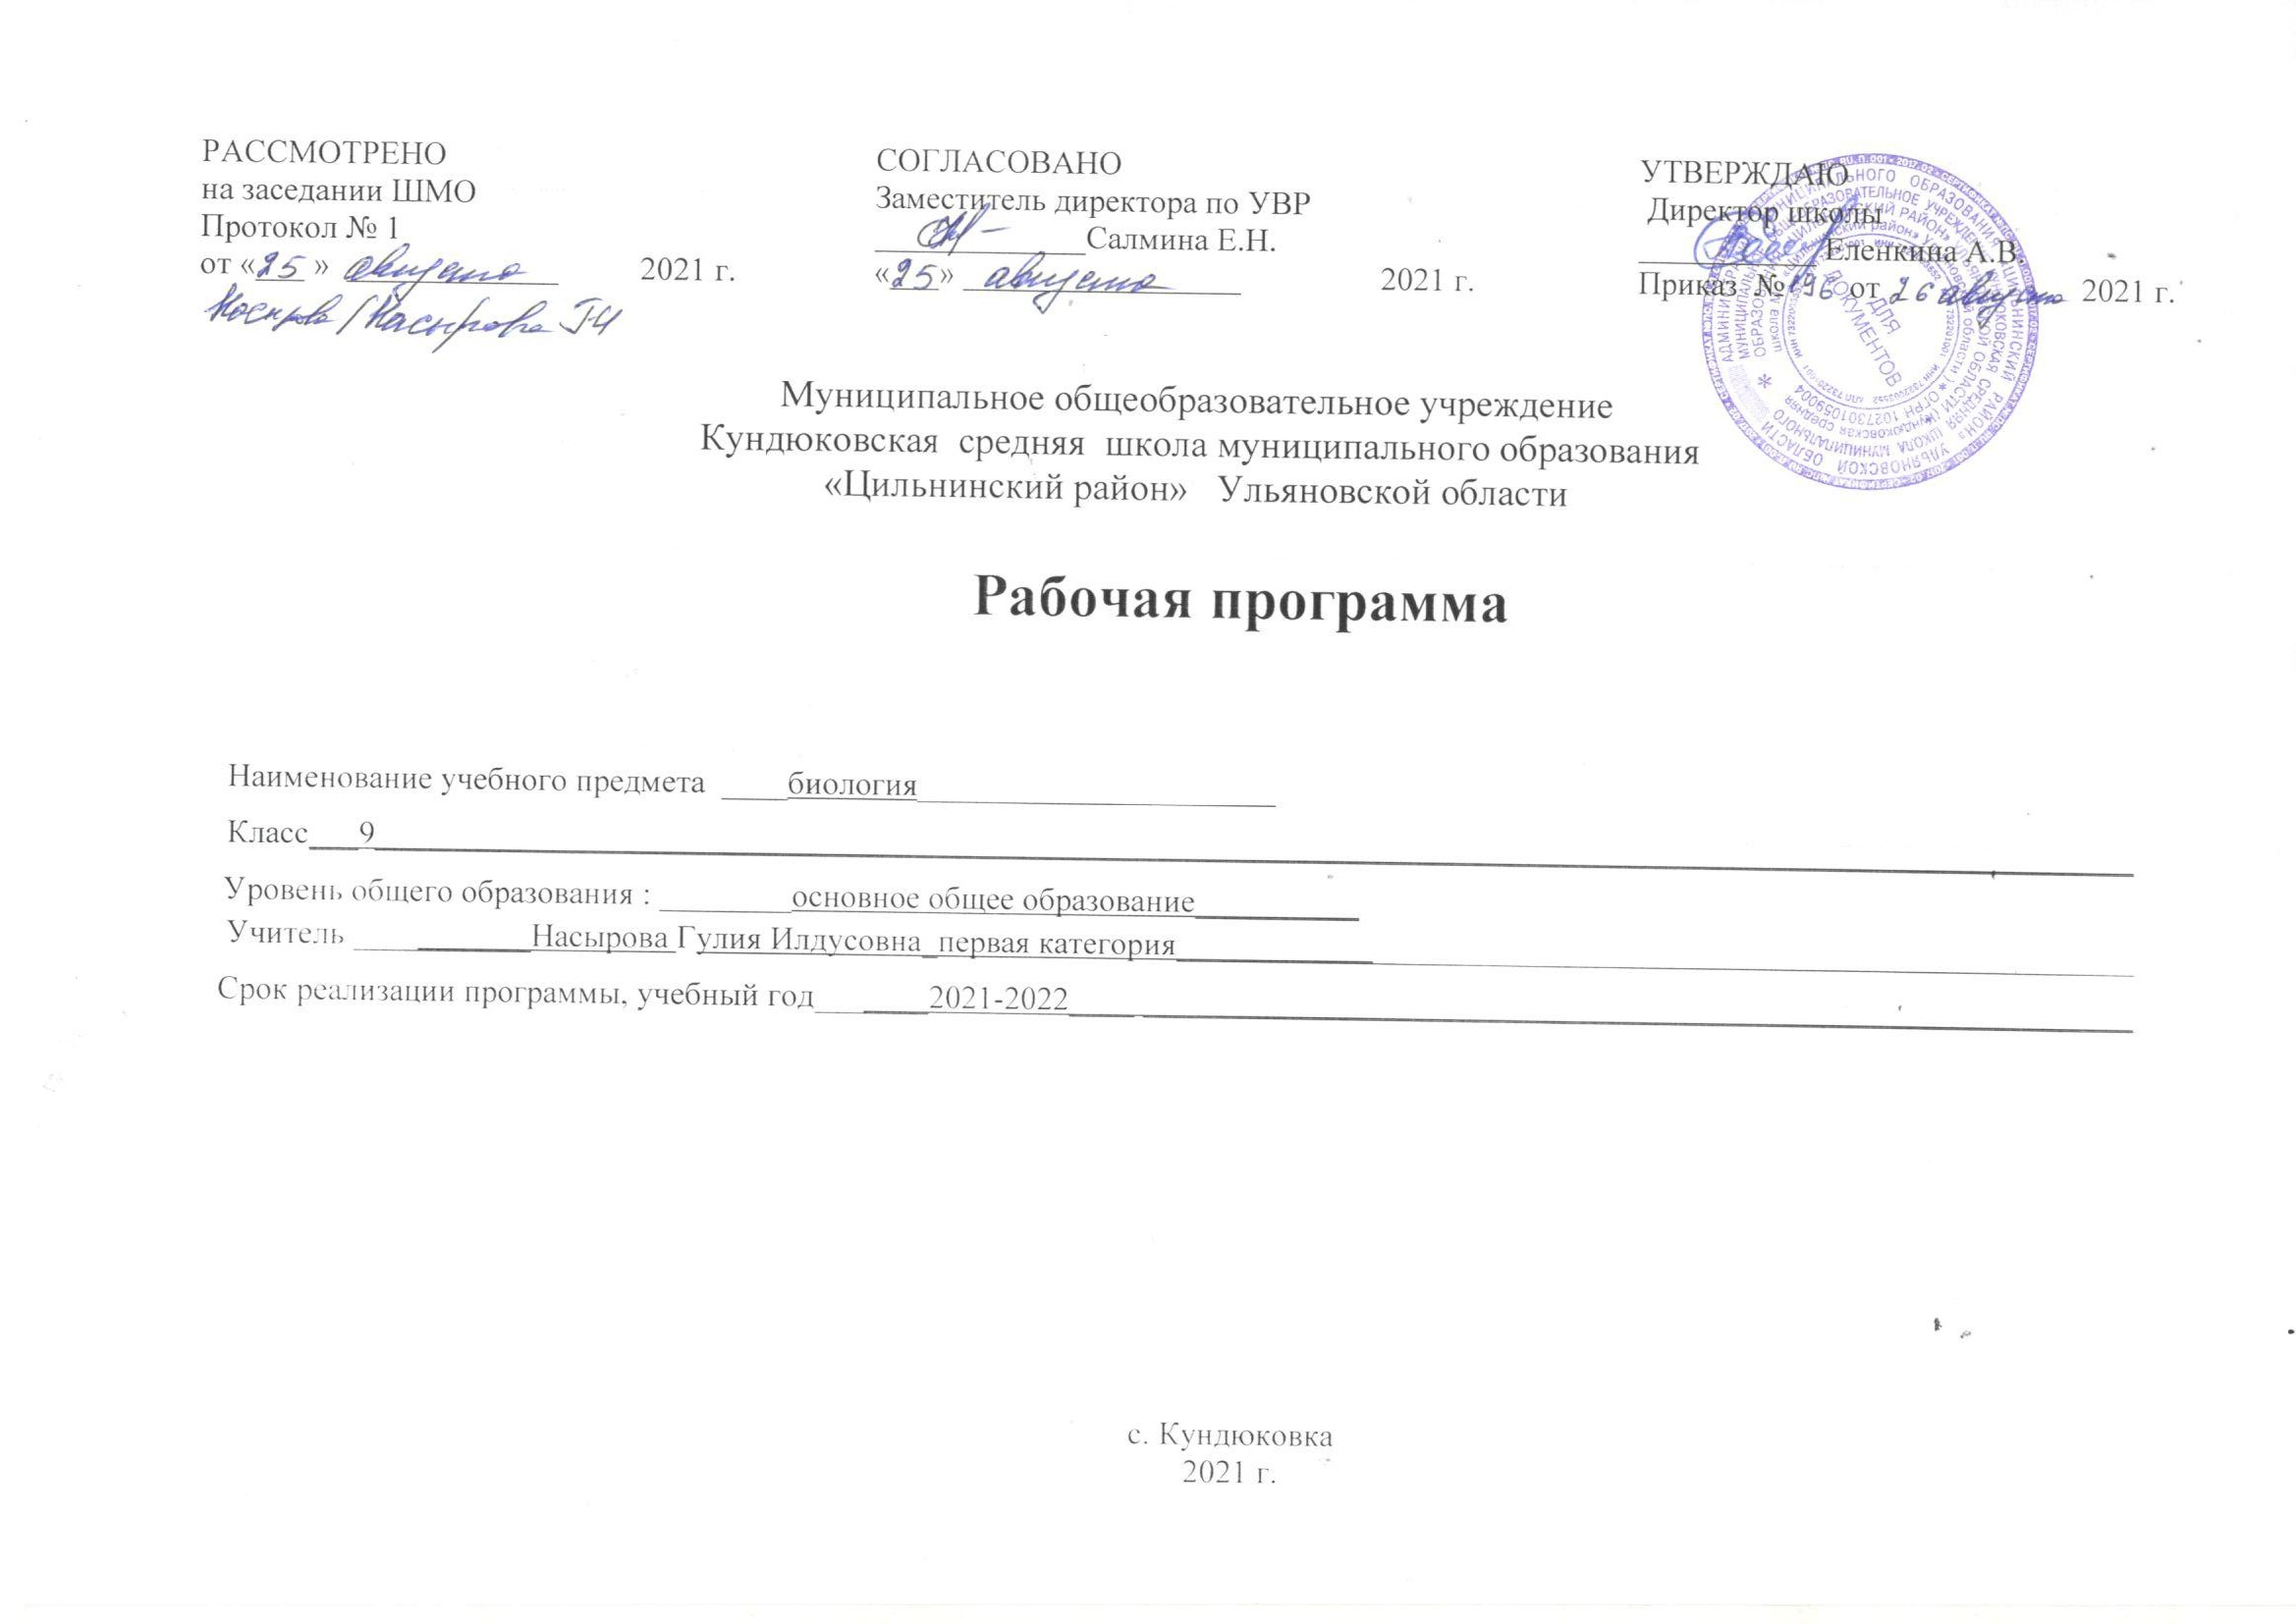 РАССМОТРЕНО
на заседании ШМО
Протокол № 1
от «25» августа 2021 г.
Насырова Г.И
СОГЛАСОВАНО
Заместитель директора по УВР
Салмина Е.Н.
«25» августа 2021 г.
УТВЕРЖДАЮ
Директор школы
Еленкина А.В.
Приказ №196 от 26 августа 2021 г.
ДЛЯ
ДОКУМЕНТОВ
Муниципальное общеобразовательное учреждение
Кундюковская средняя школа муниципального образования
«Цильнинский район» Ульяновской области
Рабочая программа
Наименование учебного предмета биология
Класс 9
Уровень общего образования : основное общее образование
Учитель Насырова Гулия Илдусовна первая категория
Срок реализации программы, учебный год 2021-2022
с. Кундюковка
2021 г.